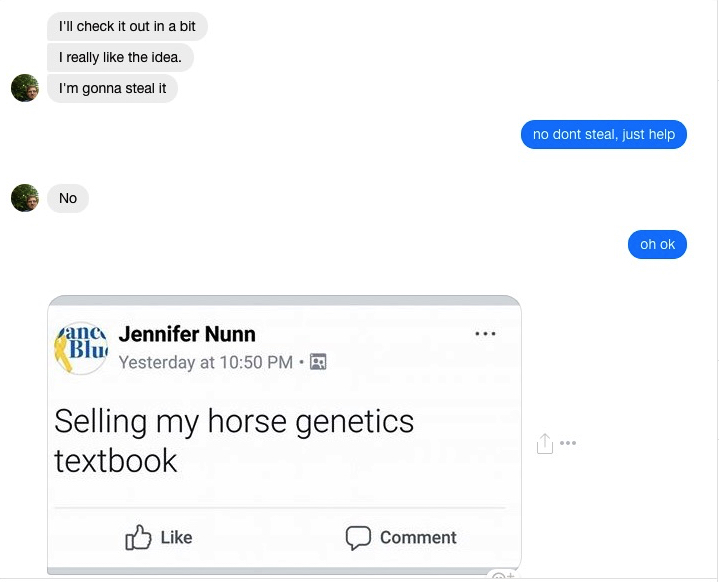 I'll check it out in a bit
I really like the idea.
I'm gonna steal it
no dont steal, just help
No
oh ok
Blu
Jennifer Nunn
Yesterday at 10:50 PM •
Selling my horse genetics
textbook
Like
Comment